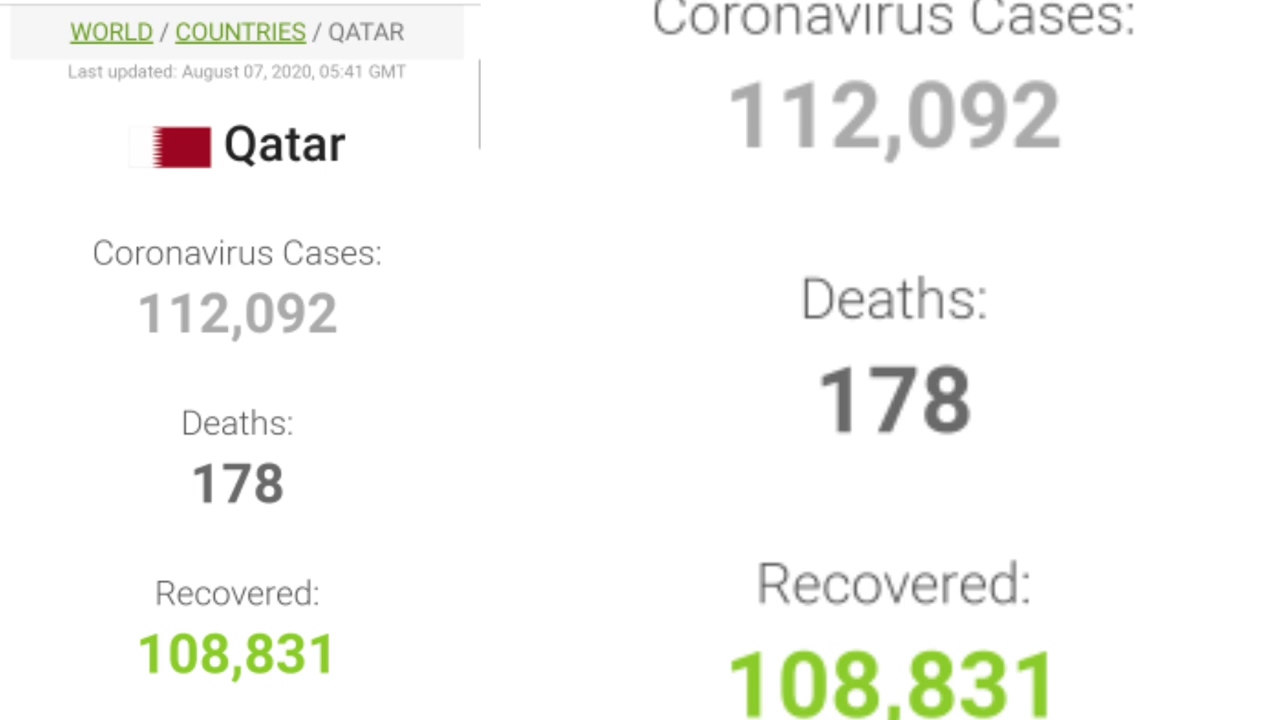 WORLD / COUNTRIES / QATAR
Last updated: August 07, 2020, 05:41 GMT
Qatar
Coronavirus Cases:
112,092
Deaths:
178
Recovered:
108,831
Coronavirus Cases:
112,092
Deaths:
178
Recovered:
108,831